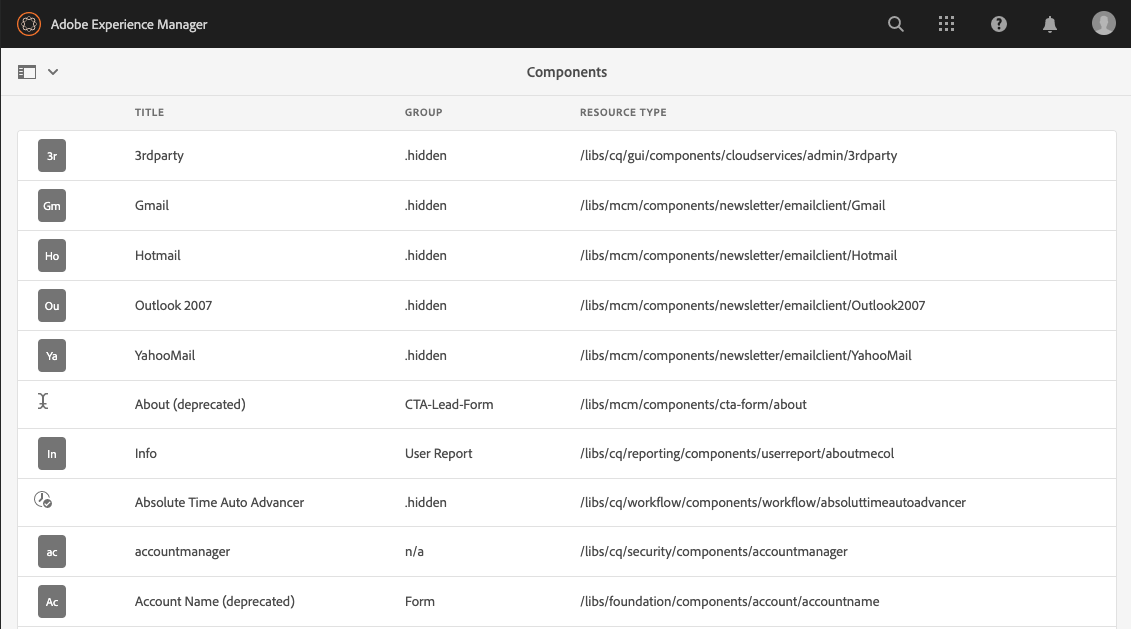 Adobe Experience Manager
Components
TITLE GROUP RESOURCE TYPE
3r 3rdparty .hidden /libs/cq/gui/components/cloudservices/admin/3rdparty
Gm Gmail .hidden /libs/mcm/components/newsletter/emailclient/Gmail
Ho Hotmail .hidden /libs/mcm/components/newsletter/emailclient/Hotmail
Ou Outlook 2007 .hidden /libs/mcm/components/newsletter/emailclient/Outlook2007
Ya YahooMail .hidden /libs/mcm/components/newsletter/emailclient/YahooMail
About (deprecated) CTA-Lead-Form /libs/mcm/components/cta-form/about
In Info User Report /libs/cq/reporting/components/userreport/aboutmecol
Absolute Time Auto Advancer .hidden /libs/cq/workflow/components/workflow/absoluttimeautoadvancer
ac accountmanager n/a /libs/cq/security/components/accountmanager
Ac Account Name (deprecated) Form /libs/foundation/components/account/accountname